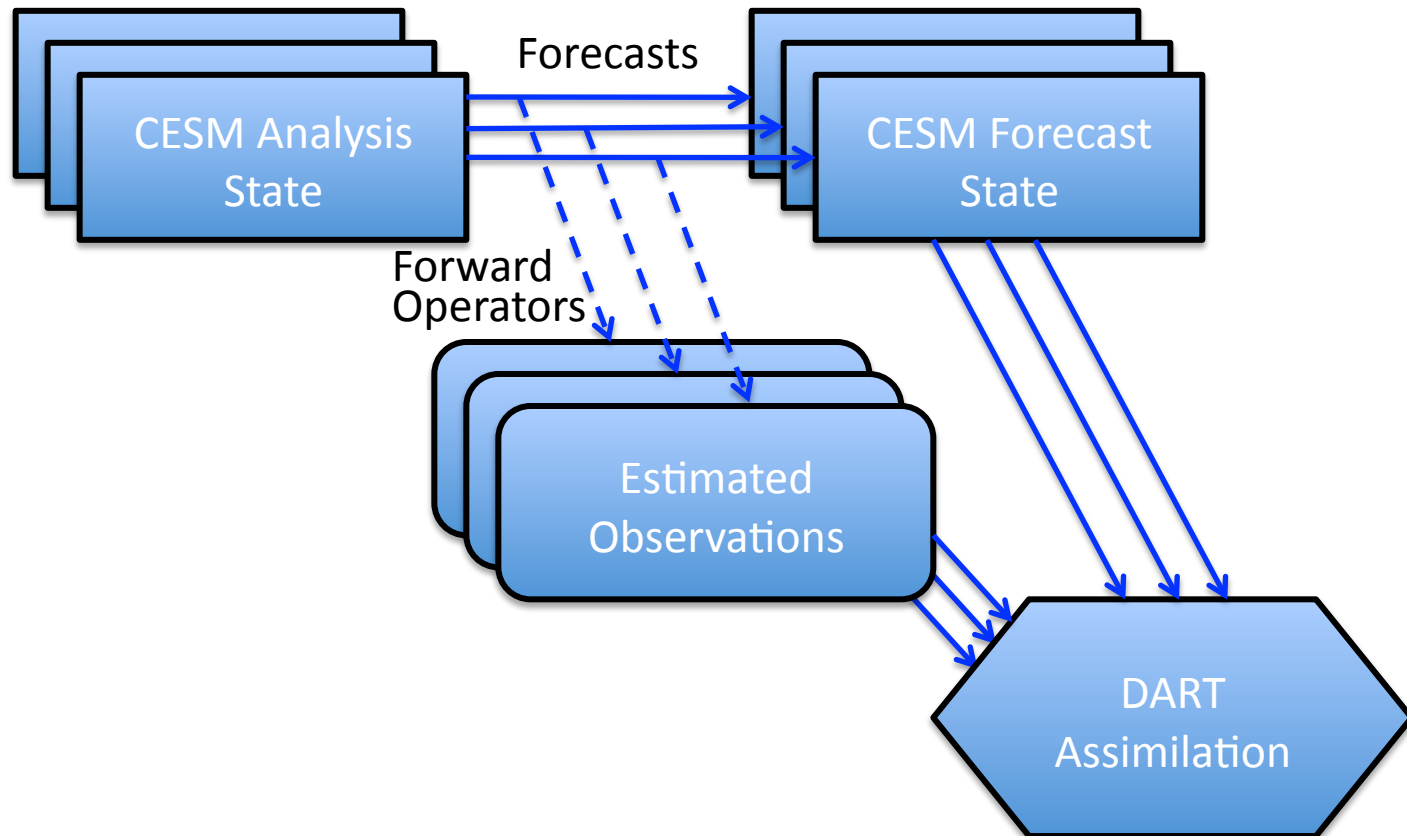 Forecasts
CESM Analysis
State
CESM Forecast
State
Forward
Operators
Estimated
Observations
DART
Assimilation